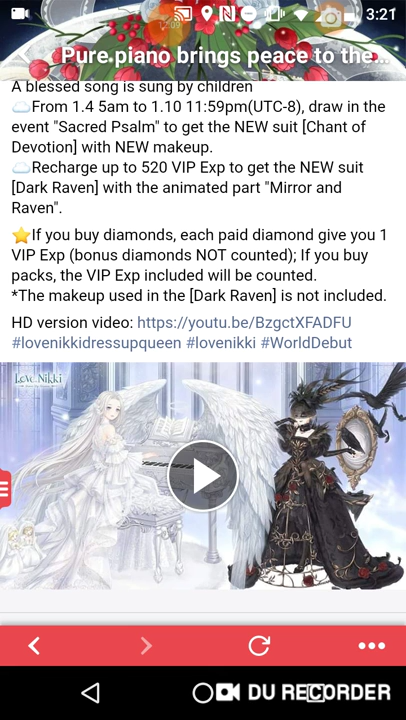 3:21
Pure piano brings peace to the...
A blessed song is sung by children
☁️From 1.4 5am to 1.10 11:59pm(UTC-8), draw in the
event "Sacred Psalm" to get the NEW suit [Chant of
Devotion] with NEW makeup.
☁️Recharge up to 520 VIP Exp to get the NEW suit
[Dark Raven] with the animated part "Mirror and
Raven".
⭐If you buy diamonds, each paid diamond give you 1
VIP Exp (bonus diamonds NOT counted); If you buy
packs, the VIP Exp included will be counted.
*The makeup used in the [Dark Raven] is not included.
HD version video: https://youtu.be/BzgctXFADFU
#lovenikkidressupqueen #lovenikki #WorldDebut
Love Nikki
DU RECORDER